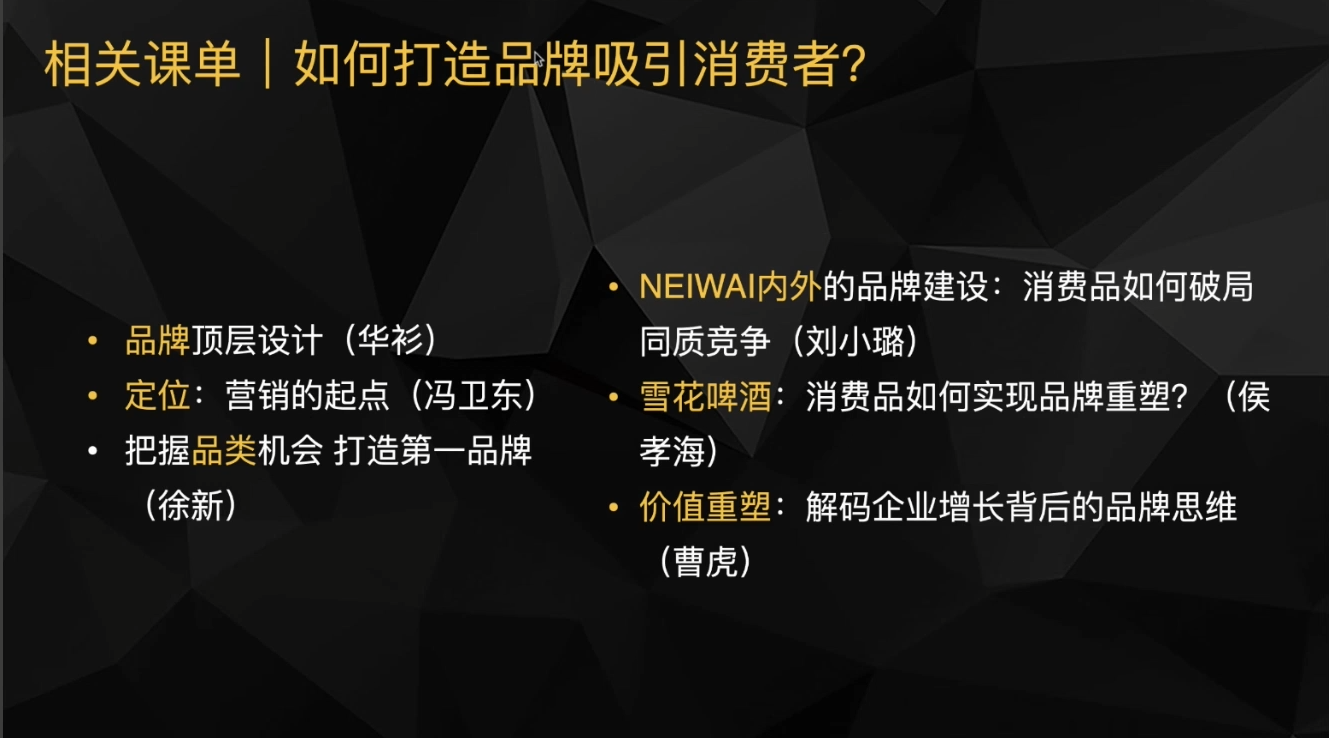 相关课单｜如何打造品牌吸引消费者？
• 品牌顶层设计（华衫）
• 定位：营销的起点（冯卫东）
• 把握品类机会 打造第一品牌
（徐新）
• NEIWAI内外的品牌建设：消费品如何破局
同质竞争（刘小璐）
• 雪花啤酒：消费品如何实现品牌重塑？（侯
孝海）
• 价值重塑：解码企业增长背后的品牌思维
（曹虎）